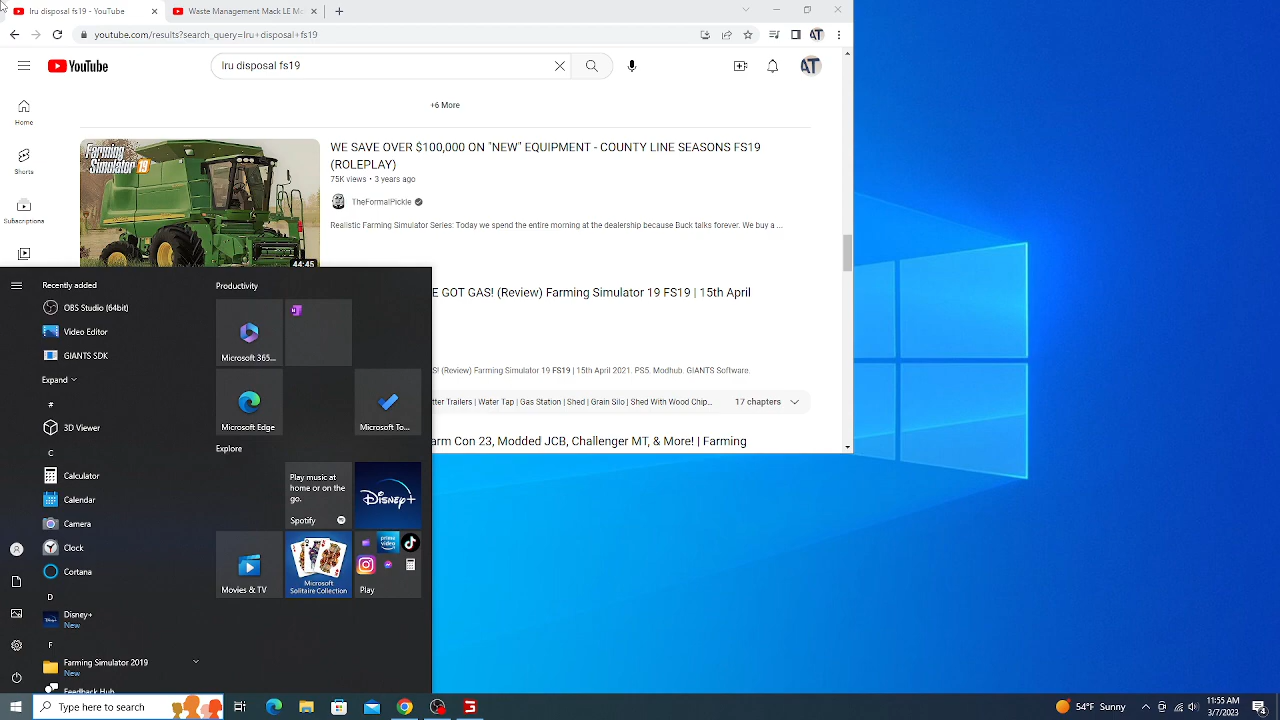 lru disposal fs19 - YouTube
Waste Management Mack LE Mc
youtube.com/results?search_query=lru+disposal+fs19
YouTube
lru disposal fs19
AT
+6 More
Home
Shorts
Subscriptions
FARMING SIMULATOR 19
44:45
WE SAVE OVER $100,000 ON "NEW" EQUIPMENT - COUNTY LINE SEASONS FS19
(ROLEPLAY)
75K views • 3 years ago
TheFormalPickle
Realistic Farming Simulator Series: Today we spend the entire morning at the dealership because Buck talks forever. We buy a ...
E GOT GAS! (Review) Farming Simulator 19 FS19 | 15th April
S! (Review) Farming Simulator 19 FS19 | 15th April 2021. PS5. Modhub. GIANTS Software.
tter Trailers | Water Tap | Gas Station | Shed | Grain Silo | Shed With Wood Chip...
17 chapters
arm Con 23, Modded JCB, Challenger MT, & More! | Farming
Recently added
OBS Studio (64bit)
Video Editor
GIANTS SDK
Expand
#
3D Viewer
C
Calculator
Calendar
Camera
Clock
Cortana
D
Disney+
New
F
Farming Simulator 2019
New
Feedback Hub
Productivity
Microsoft 365...
Microsoft Edge
Microsoft To...
Explore
Play music at
home or on the
go.
Spotify
Disney+
Movies & TV
Microsoft
Solitaire Collection
prime video
Play
Type here to search
54°F Sunny
11:55 AM
3/7/2023